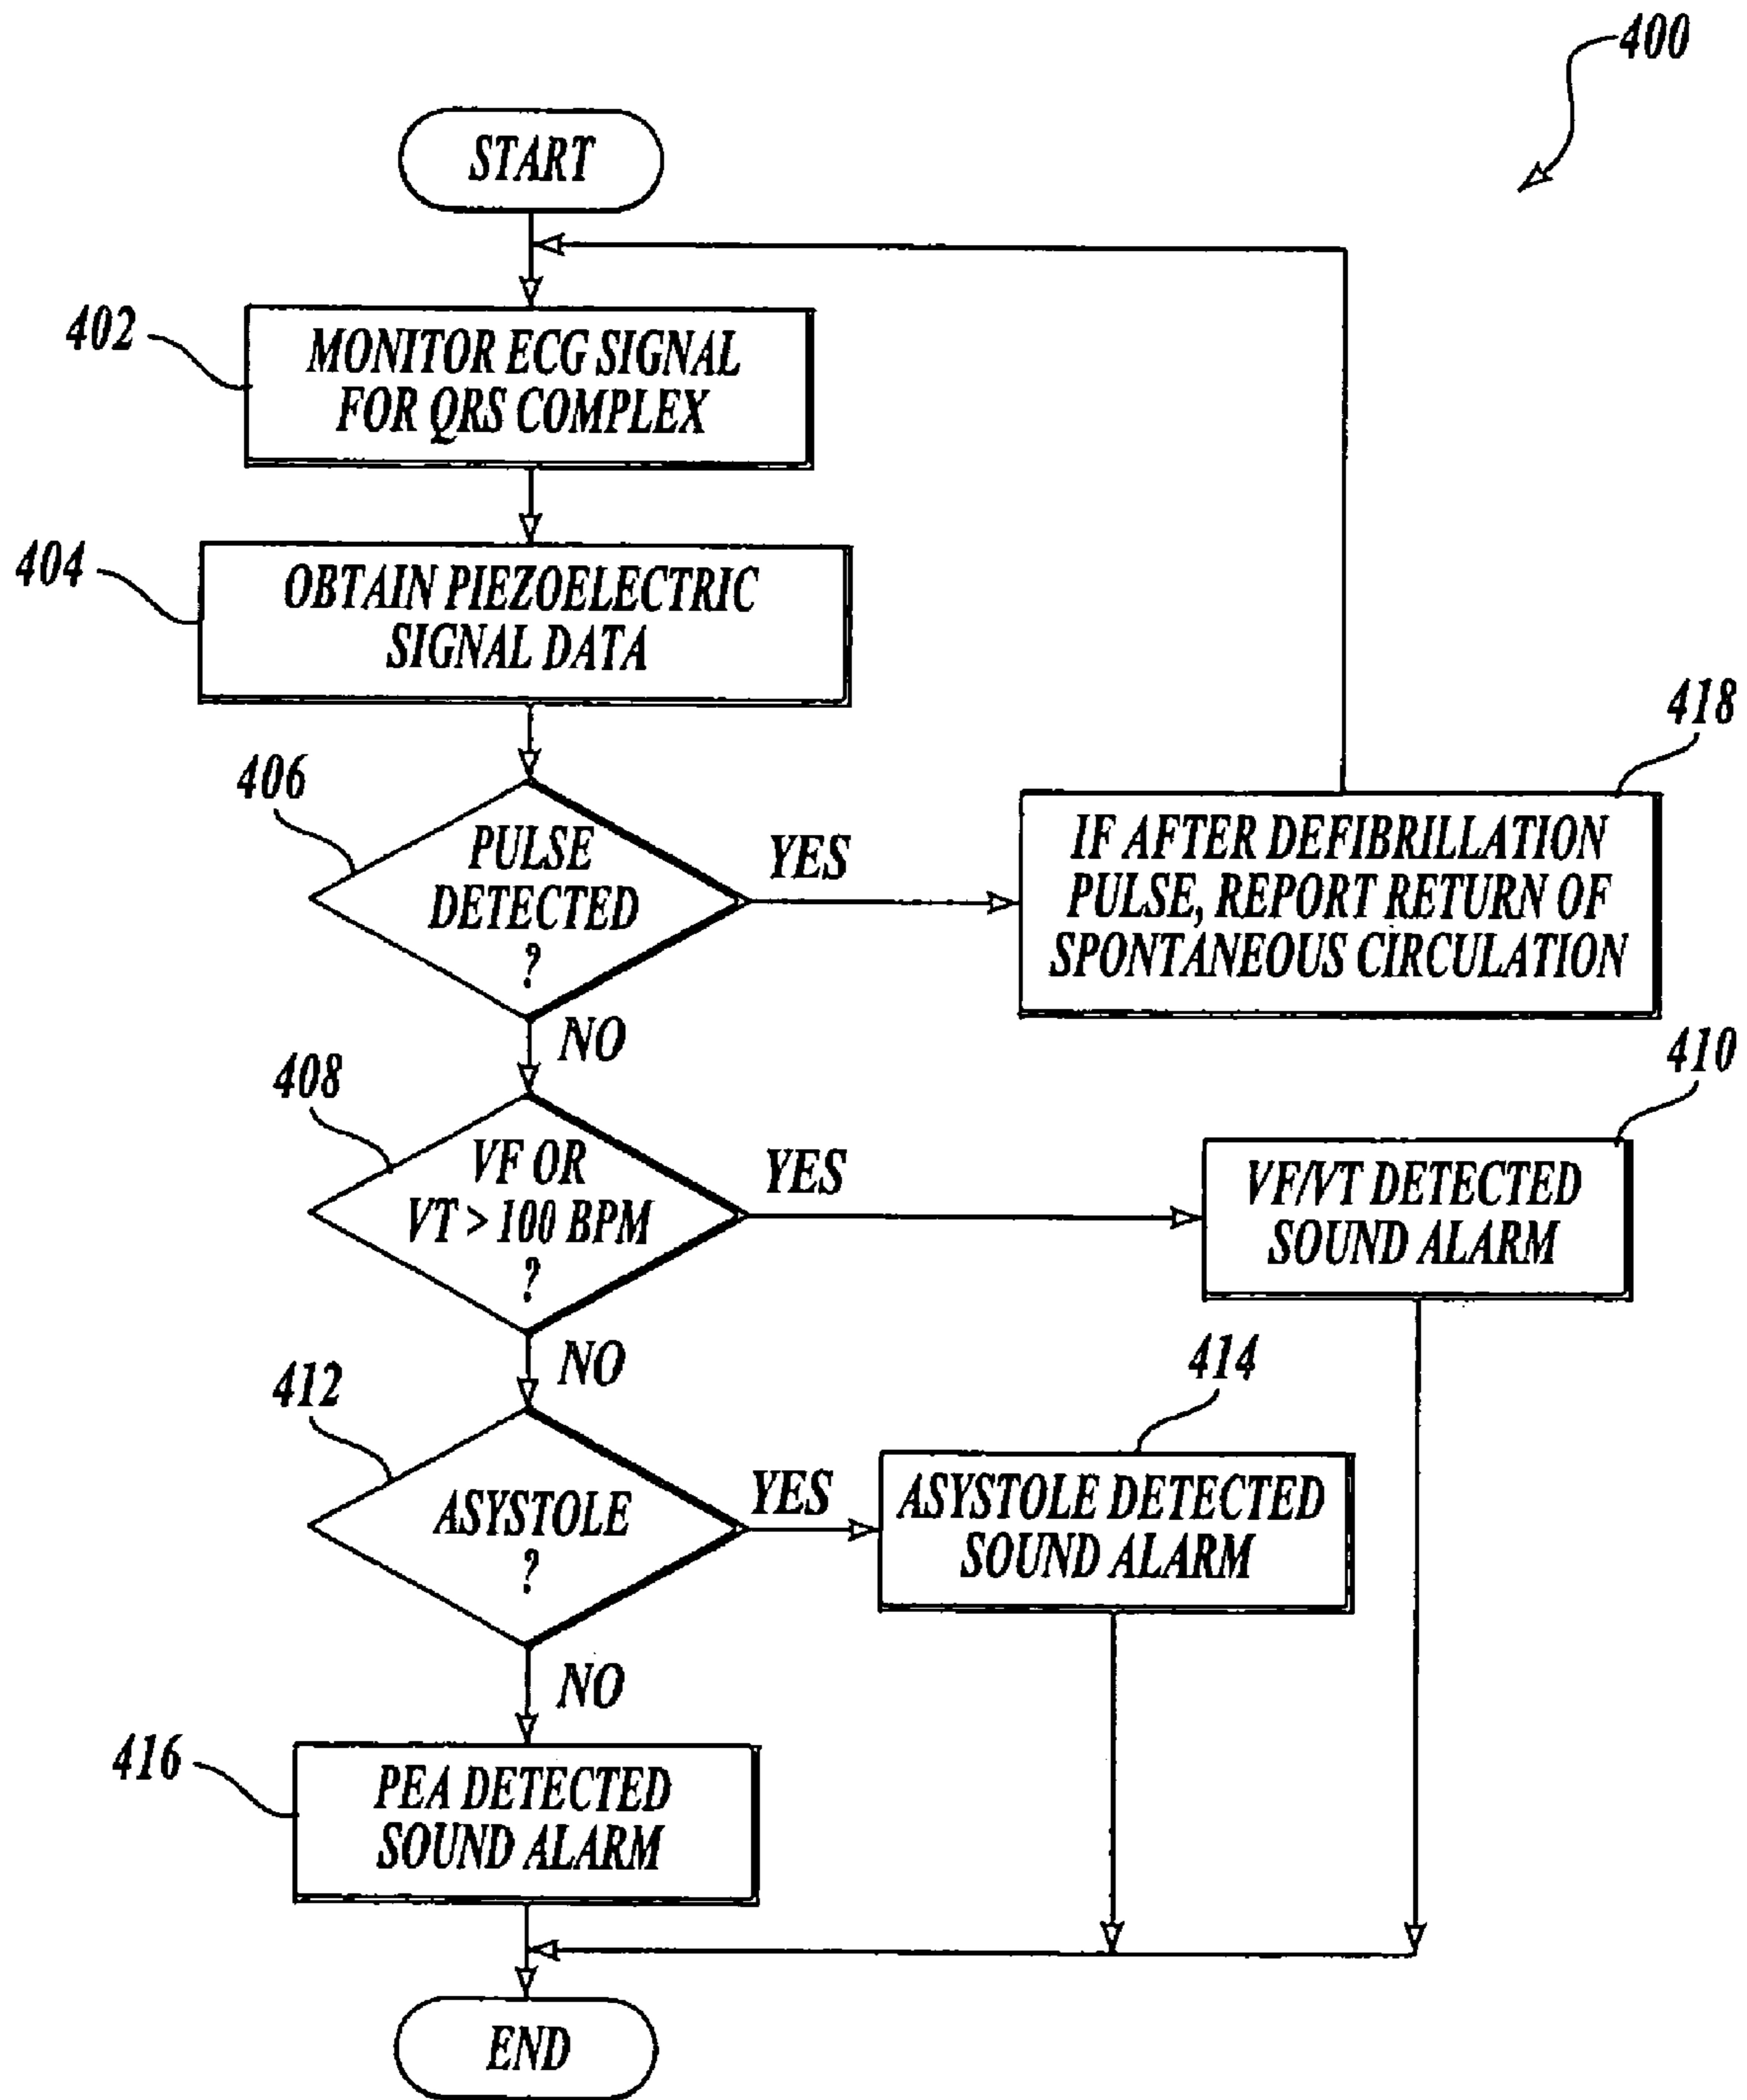 400
START
402
MONITOR ECG SIGNAL
FOR QRS COMPLEX
404
OBTAIN PIEZOELECTRIC
SIGNAL DATA
406
PULSE
DETECTED
?
YES
418
IF AFTER DEFIBRILLATION
PULSE, REPORT RETURN OF
SPONTANEOUS CIRCULATION
NO
408
VF OR
VT > 100 BPM
?
YES
410
VF/VT DETECTED
SOUND ALARM
NO
412
ASYSTOLE
?
YES
414
ASYSTOLE DETECTED
SOUND ALARM
NO
416
PEA DETECTED
SOUND ALARM
END